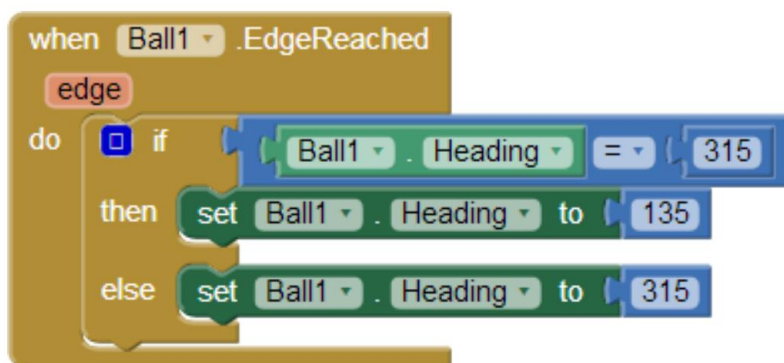 when Ball1 .EdgeReached
edge
do if Ball1 . Heading = 315
then set Ball1 . Heading to 135
else set Ball1 . Heading to 315